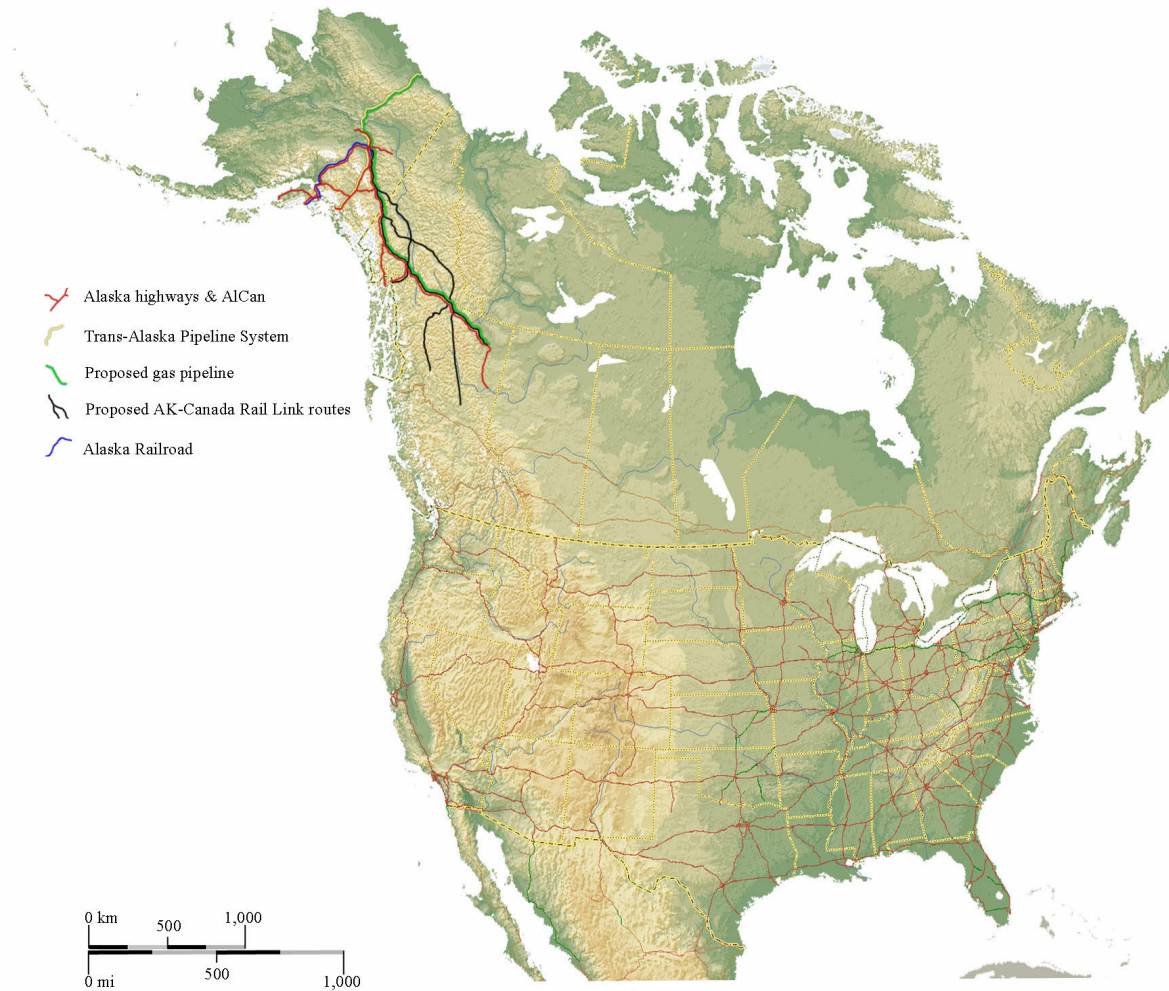 Alaska highways & AlCan
Trans-Alaska Pipeline System
Proposed gas pipeline
Proposed AK-Canada Rail Link routes
Alaska Railroad
0 km 500 1,000
0 mi 500 1,000